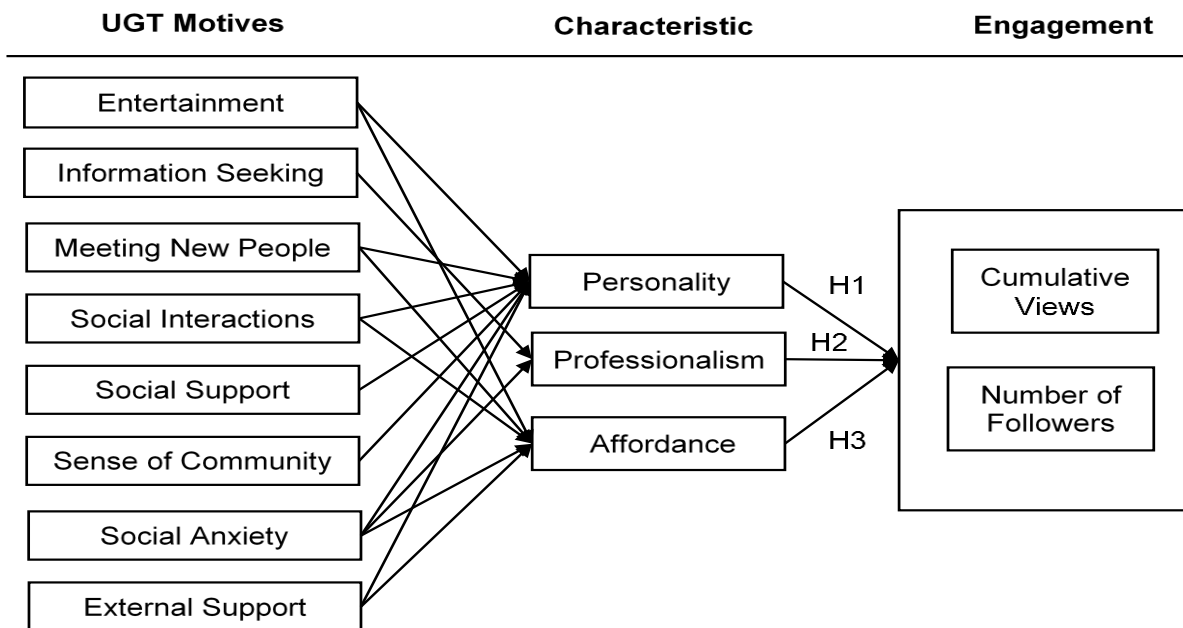 UGT Motives
Characteristic
Engagement
Entertainment
Information Seeking
Meeting New People
Social Interactions
Social Support
Sense of Community
Social Anxiety
External Support
Personality
Professionalism
Affordance
H1
H2
H3
Cumulative
Views
Number of
Followers